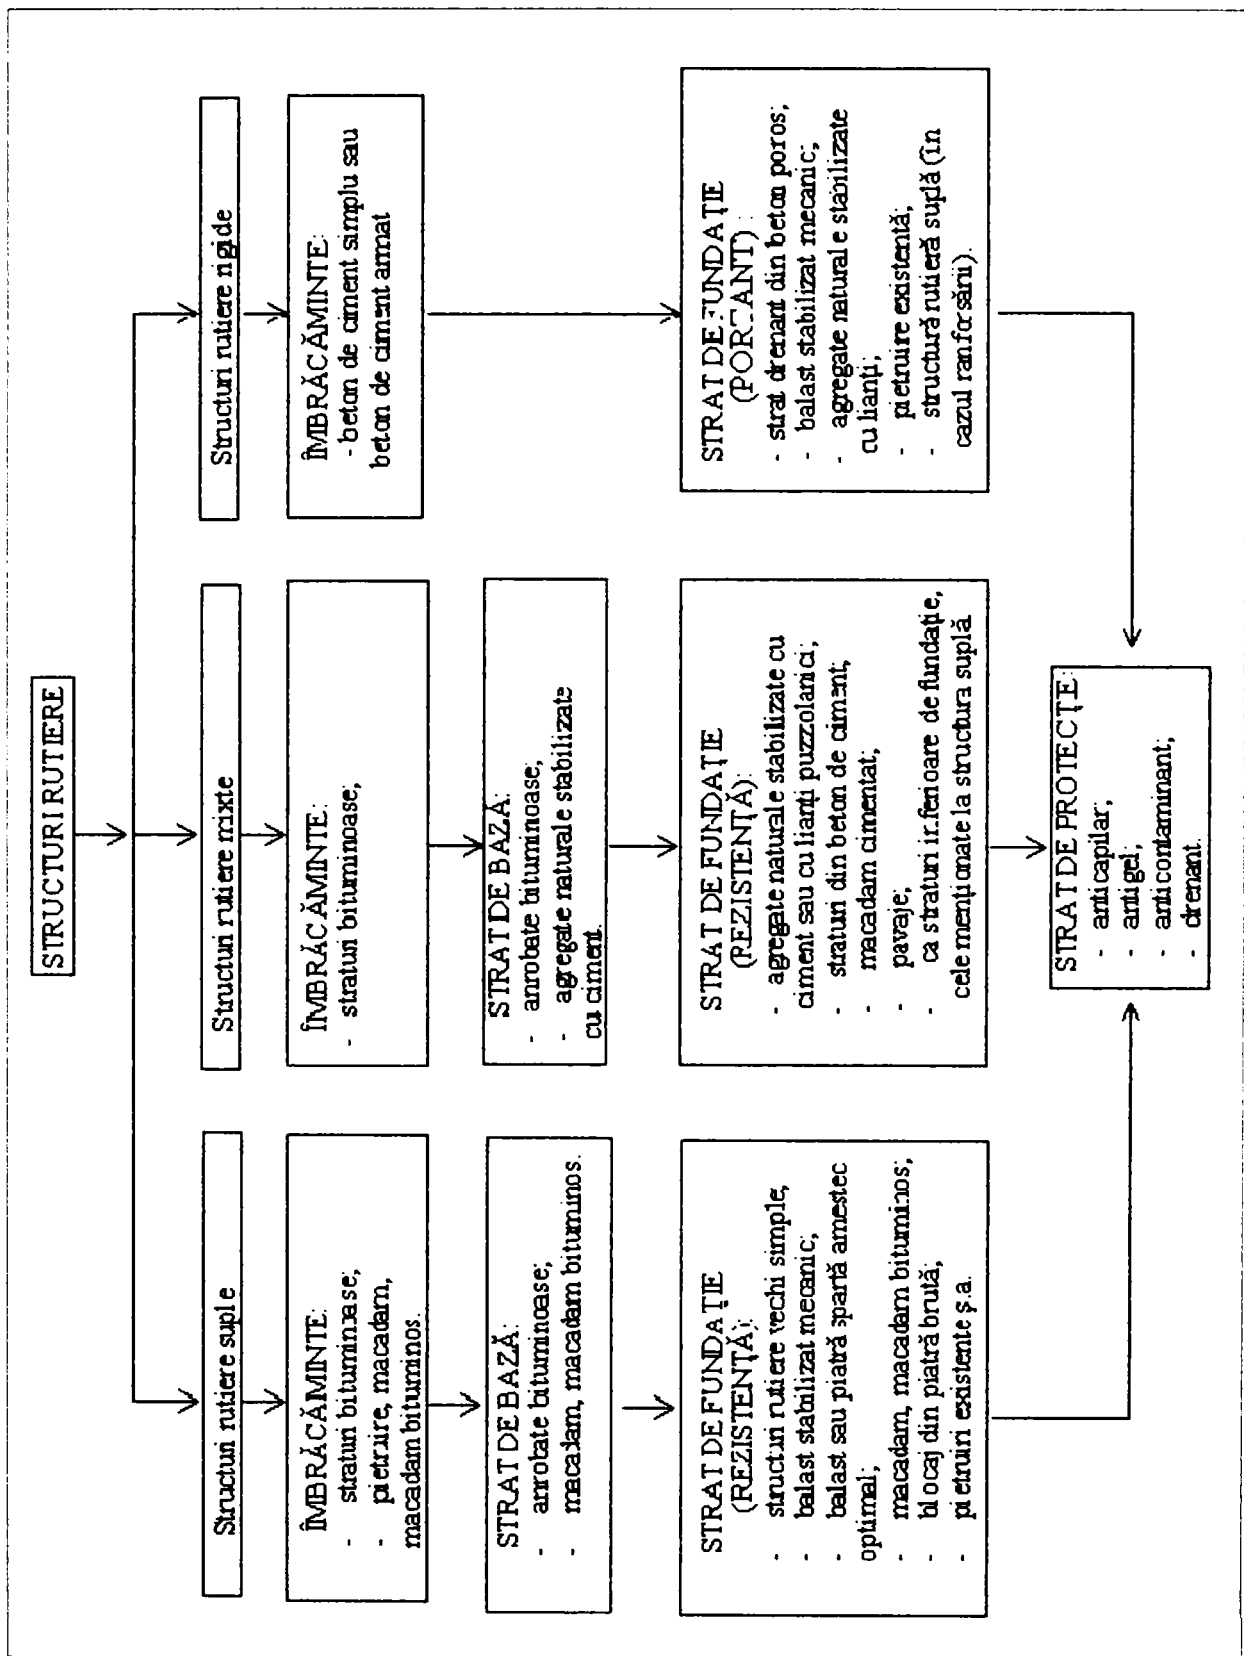 STRUCTURI RUTIERE
Structuri rutiere suple
ÎMBRĂCĂMINTE:
- straturi bituminoase;
- pietruire, macadam,
macadam bituminos.
STRAT DE BAZĂ:
- anrobate bituminoase;
- macadam, macadam bituminos.
STRAT DE FUNDAȚIE
(REZISTENȚĂ):
- structuri rutiere vechi simple,
- balast stabilizat mecanic;
- balast sau piatră spartă amestec
optimal;
- macadam, macadam bituminos;
- blocaj din piatră brută;
- pietruiri existente ș.a.
Structuri rutiere mixte
ÎMBRĂCĂMINTE:
- straturi bituminoase;
STRAT DE BAZĂ:
- anrobate bituminoase;
- agregate naturale stabilizate
cu ciment.
STRAT DE FUNDAȚIE
(REZISTENȚĂ):
- agregate naturale stabilizate cu
ciment sau cu lianți puzzolanici;
- straturi din beton de ciment;
- macadam cimentat;
- pavaje;
- ca straturi inferioare de fundație,
cele menționate la structura suplă
Structuri rutiere rigide
ÎMBRĂCĂMINTE:
- beton de ciment simplu sau
beton de ciment armat
STRAT DE FUNDAȚIE
(PORTANT) :
- strat drenant din beton poros;
- balast stabilizat mecanic;
- agregate naturale stabilizate
cu lianți;
- pietruire existentă;
- structură rutieră suplă (în
cazul ranforsării).
STRAT DE PROTECȚE:
- anticapilar;
- antigel;
- anticontaminant;
- drenant.